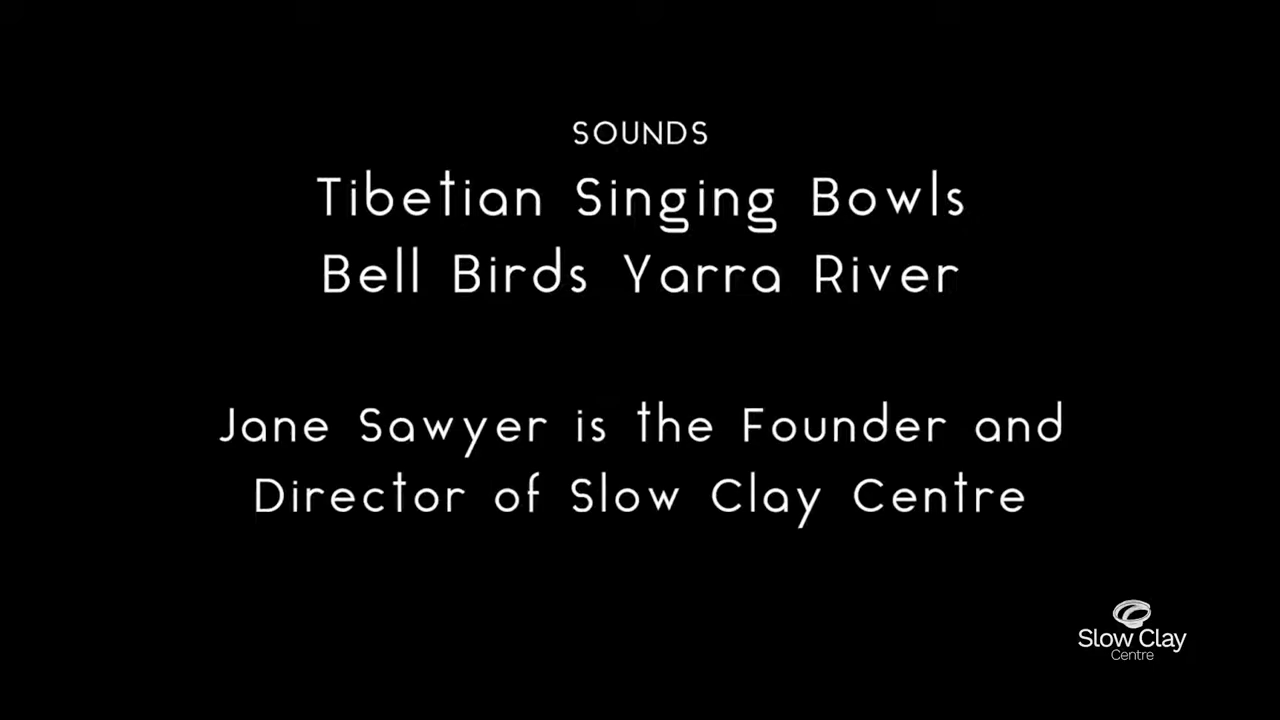 SOUNDS
Tibetian Singing Bowls
Bell Birds Yarra River
Jane Sawyer is the Founder and
Director of Slow Clay Centre
Slow Clay
Centre